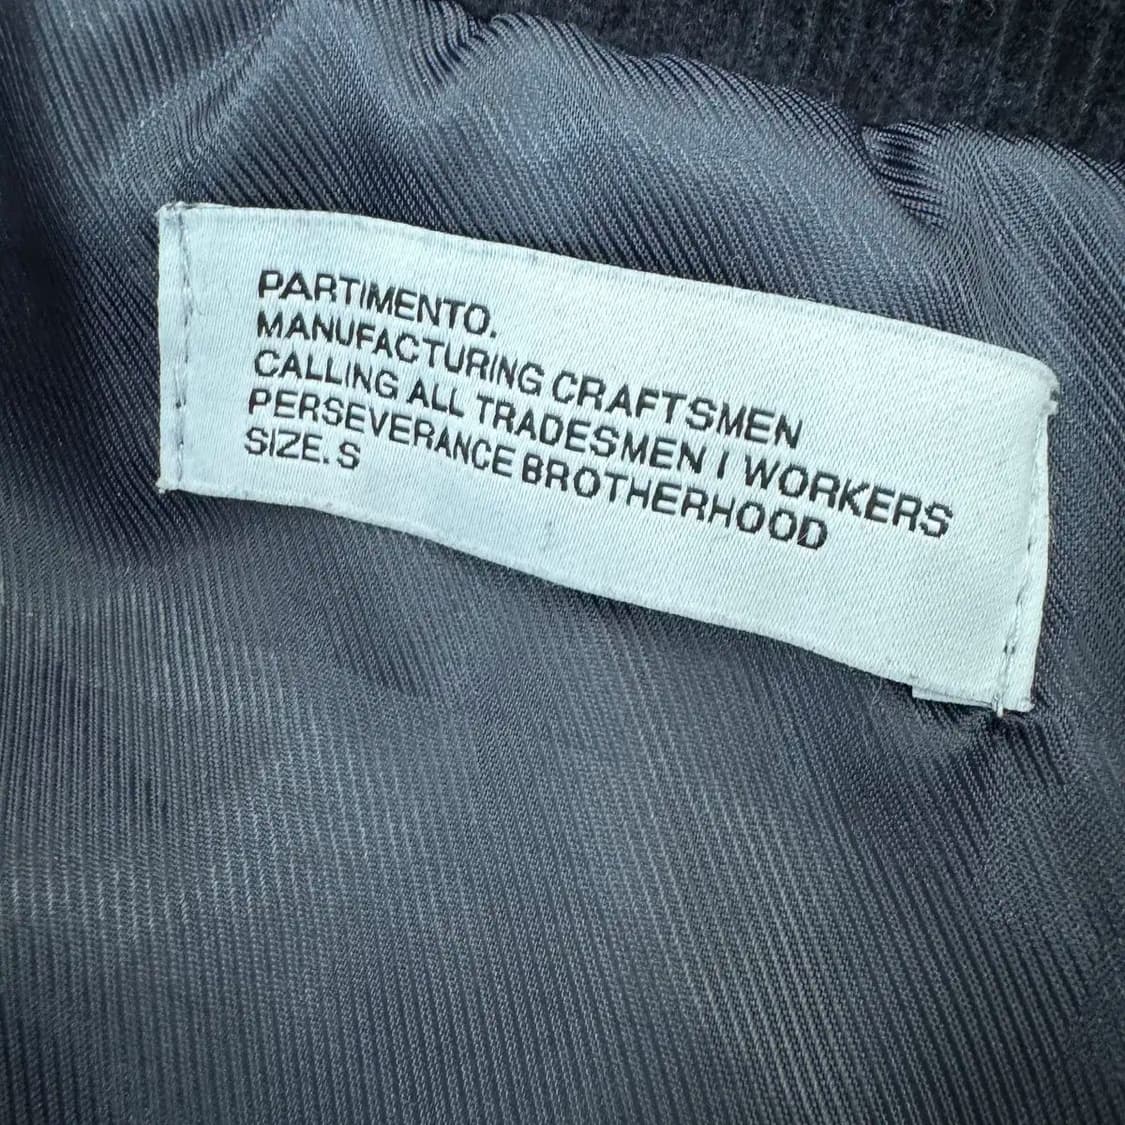 PARTIMENTO.
MANUFACTURING CRAFTSMEN
CALLING ALL TRADESMEN I WORKERS
PERSEVERANCE BROTHERHOOD
SIZE. S